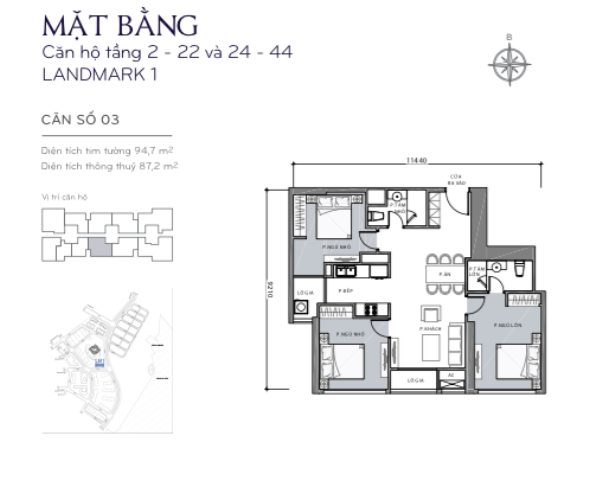 MẶT BẰNG
Căn hộ tầng 2 - 22 và 24 - 44
LANDMARK 1
B
CĂN SỐ 03
Diện tích tim tường 94,7 m²
Diện tích thông thuỷ 87,2 m²
Vị trí căn hộ
11440
CỬA
RA VÀO
P.TẮM
NHỎ
P.NGỦ NHỎ
P.ĂN
P.TẮM
LỚN
9210
LÔ GIA
P.BẾP
P.NGỦ NHỎ
P.KHÁCH
P.NGỦ LỚN
LÔ GIA
AC
LM1